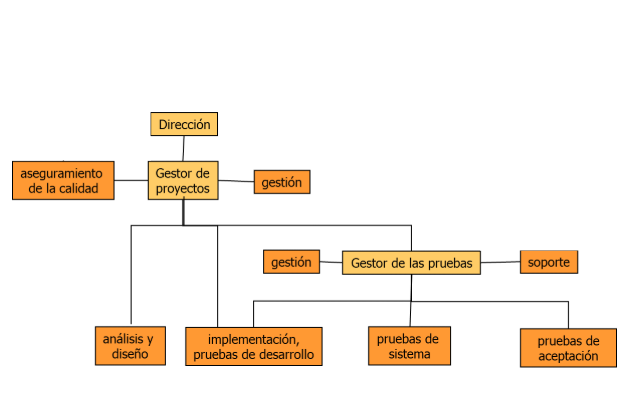 Dirección
aseguramiento
de la calidad
Gestor de
proyectos
gestión
gestión
Gestor de las pruebas
soporte
análisis y
diseño
implementación,
pruebas de desarrollo
pruebas de
sistema
pruebas de
aceptación